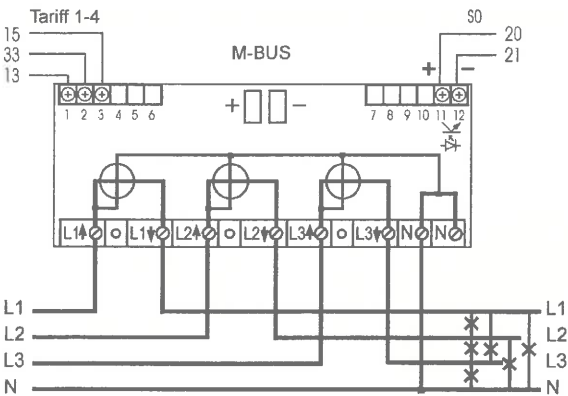 Tariff 1-4
S0
15
20
33
M-BUS
21
13
+ −
+ −
1 2 3 4 5 6
7 8 9 10 11 12
L1 L1 L2 L2 L3 L3 N N
L1 L1
L2 L2
L3 L3
N N